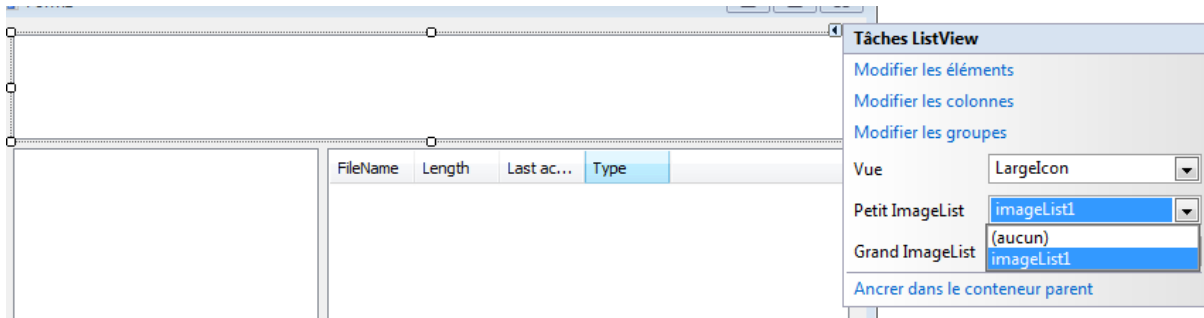 Tâches ListView
Modifier les éléments
Modifier les colonnes
Modifier les groupes
FileName Length Last ac... Type
Vue LargeIcon
Petit ImageList imageList1
(aucun)
Grand ImageList imageList1
Ancrer dans le conteneur parent